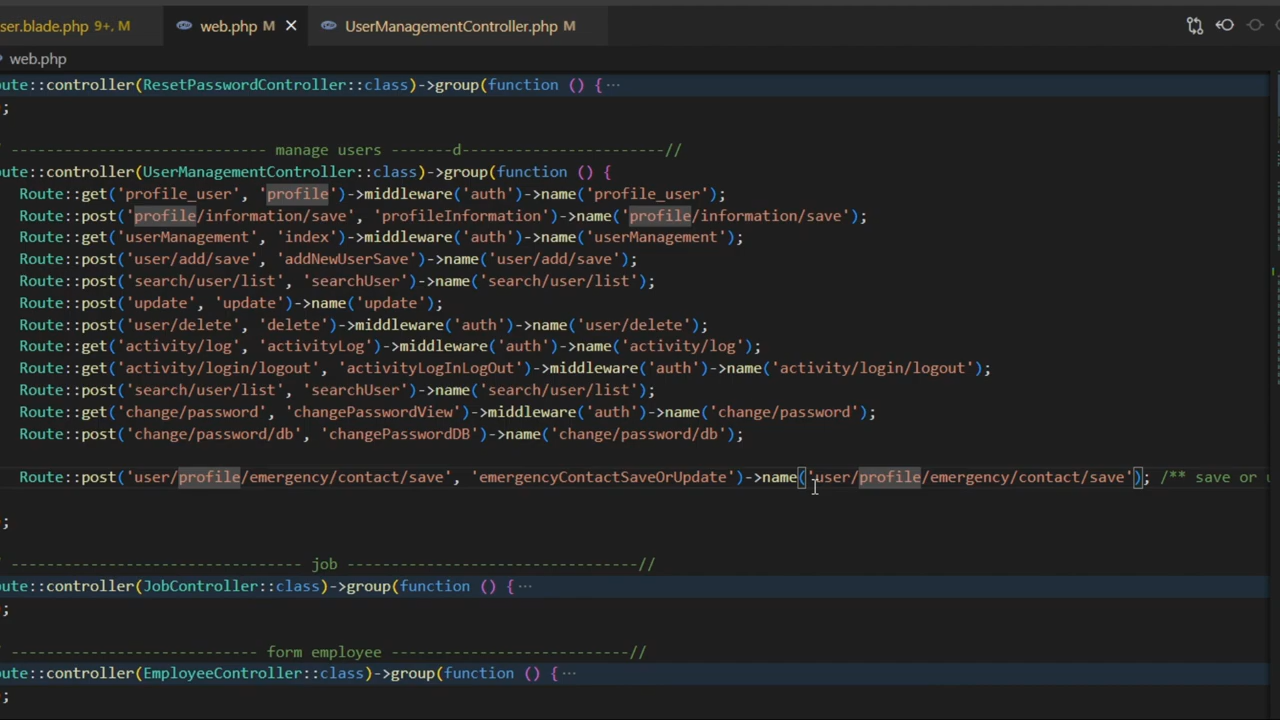 ser.blade.php 9+, M web.php M × UserManagementController.php M
web.php
ute::controller(ResetPasswordController::class)->group(function () { ···
;
------------------------------ manage users -------d-----------------------//
ute::controller(UserManagementController::class)->group(function () {
Route::get('profile_user', 'profile')->middleware('auth')->name('profile_user');
Route::post('profile/information/save', 'profileInformation')->name('profile/information/save');
Route::get('userManagement', 'index')->middleware('auth')->name('userManagement');
Route::post('user/add/save', 'addNewUserSave')->name('user/add/save');
Route::post('search/user/list', 'searchUser')->name('search/user/list');
Route::post('update', 'update')->name('update');
Route::post('user/delete', 'delete')->middleware('auth')->name('user/delete');
Route::get('activity/log', 'activityLog')->middleware('auth')->name('activity/log');
Route::get('activity/login/logout', 'activityLogInLogOut')->middleware('auth')->name('activity/login/logout');
Route::post('search/user/list', 'searchUser')->name('search/user/list');
Route::get('change/password', 'changePasswordView')->middleware('auth')->name('change/password');
Route::post('change/password/db', 'changePasswordDB')->name('change/password/db');
Route::post('user/profile/emergency/contact/save', 'emergencyContactSaveOrUpdate')->name('user/profile/emergency/contact/save'); /** save or u
;
--------------------------------- job ---------------------------------//
ute::controller(JobController::class)->group(function () { ···
;
---------------------------- form employee ---------------------------//
ute::controller(EmployeeController::class)->group(function () { ···
;